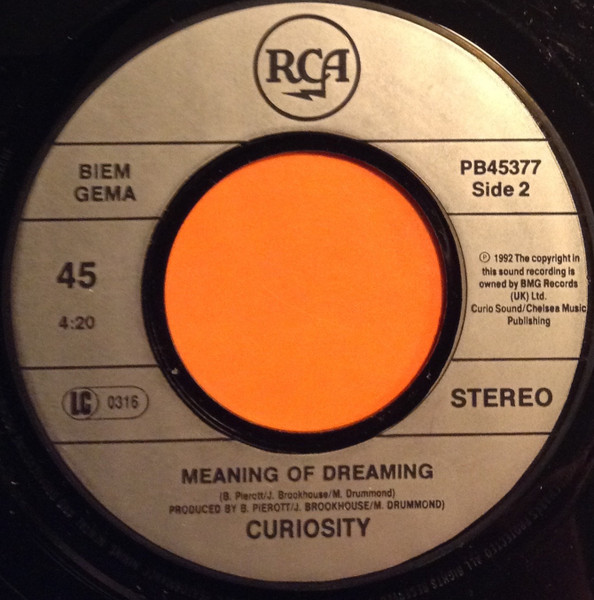 RCA
BIEM
GEMA
PB45377
Side 2
45
4:20
Ⓟ 1992 The copyright in
this sound recording is
owned by BMG Records
(UK) Ltd.
Curio Sound/Chelsea Music
Publishing
LC 0316
STEREO
MEANING OF DREAMING
(B. Pierott/J. Brookhouse/M. Drummond)
PRODUCED BY B. PIEROTT/J. BROOKHOUSE/M. DRUMMOND)
CURIOSITY